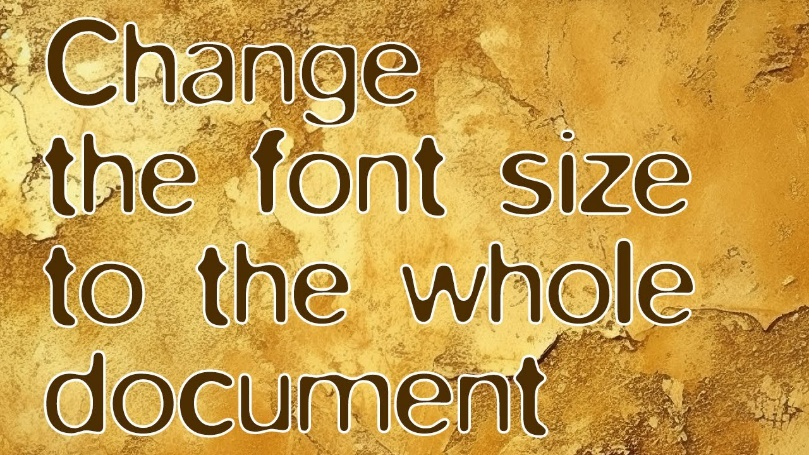 Change
the font size
to the whole
document